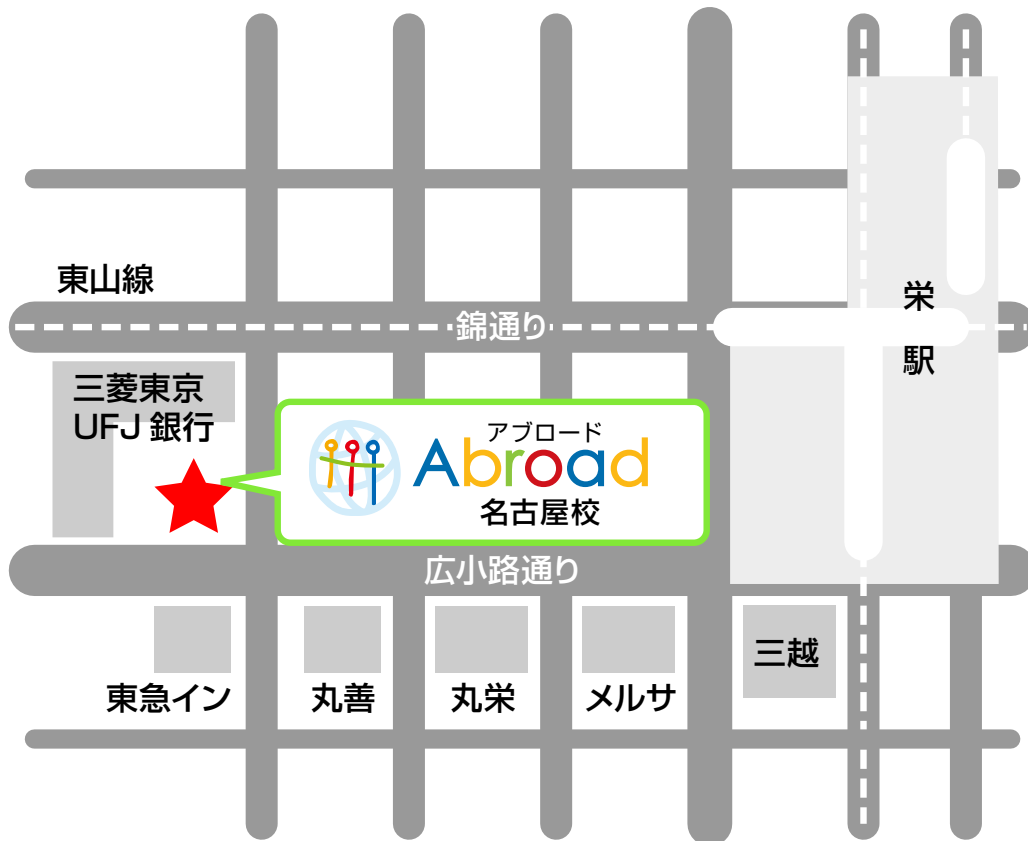 東山線
錦通り
栄
駅
三菱東京
UFJ 銀行
アブロード
Abroad
名古屋校
広小路通り
三越
東急イン
丸善
丸栄
メルサ